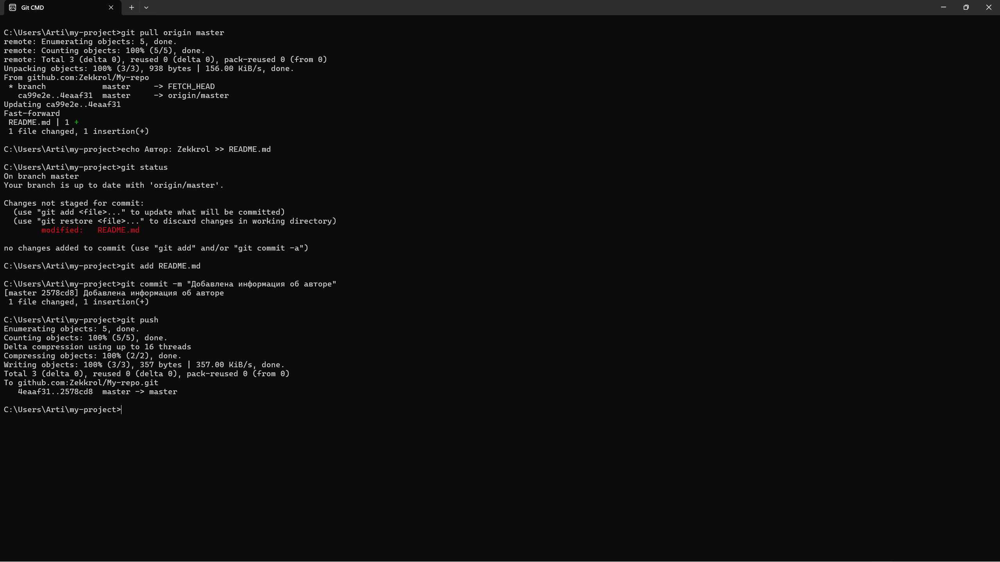 Git CMD
C:\Users\Arti\my-project>git pull origin master
remote: Enumerating objects: 5, done.
remote: Counting objects: 100% (5/5), done.
remote: Total 3 (delta 0), reused 0 (delta 0), pack-reused 0 (from 0)
Unpacking objects: 100% (3/3), 938 bytes | 156.00 KiB/s, done.
From github.com:Zekkrol/My-repo
 * branch            master     -> FETCH_HEAD
   ca99e2e..4eaaf31  master     -> origin/master
Updating ca99e2e..4eaaf31
Fast-forward
 README.md | 1 +
 1 file changed, 1 insertion(+)
C:\Users\Arti\my-project>echo Автор: Zekkrol >> README.md
C:\Users\Arti\my-project>git status
On branch master
Your branch is up to date with 'origin/master'.
Changes not staged for commit:
  (use "git add <file>..." to update what will be committed)
  (use "git restore <file>..." to discard changes in working directory)
        modified:   README.md
no changes added to commit (use "git add" and/or "git commit -a")
C:\Users\Arti\my-project>git add README.md
C:\Users\Arti\my-project>git commit -m "Добавлена информация об авторе"
[master 2578cd8] Добавлена информация об авторе
 1 file changed, 1 insertion(+)
C:\Users\Arti\my-project>git push
Enumerating objects: 5, done.
Counting objects: 100% (5/5), done.
Delta compression using up to 16 threads
Compressing objects: 100% (2/2), done.
Writing objects: 100% (3/3), 357 bytes | 357.00 KiB/s, done.
Total 3 (delta 0), reused 0 (delta 0), pack-reused 0 (from 0)
To github.com:Zekkrol/My-repo.git
   4eaaf31..2578cd8  master -> master
C:\Users\Arti\my-project>